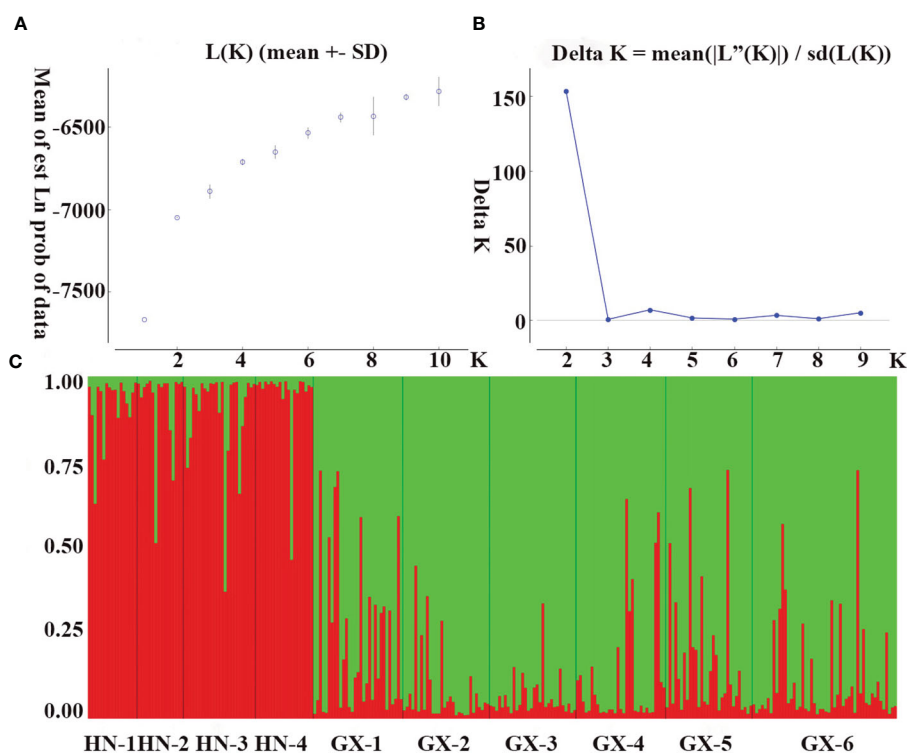 A
L(K) (mean +- SD)
Mean of est Ln prob of data
-6500
-7000
-7500
2 4 6 8 10 K
B
Delta K = mean(|L”(K)|) / sd(L(K))
Delta K
150
100
50
0
2 3 4 5 6 7 8 9 K
C
1.00
0.75
0.50
0.25
0.00
HN-1 HN-2 HN-3 HN-4 GX-1 GX-2 GX-3 GX-4 GX-5 GX-6